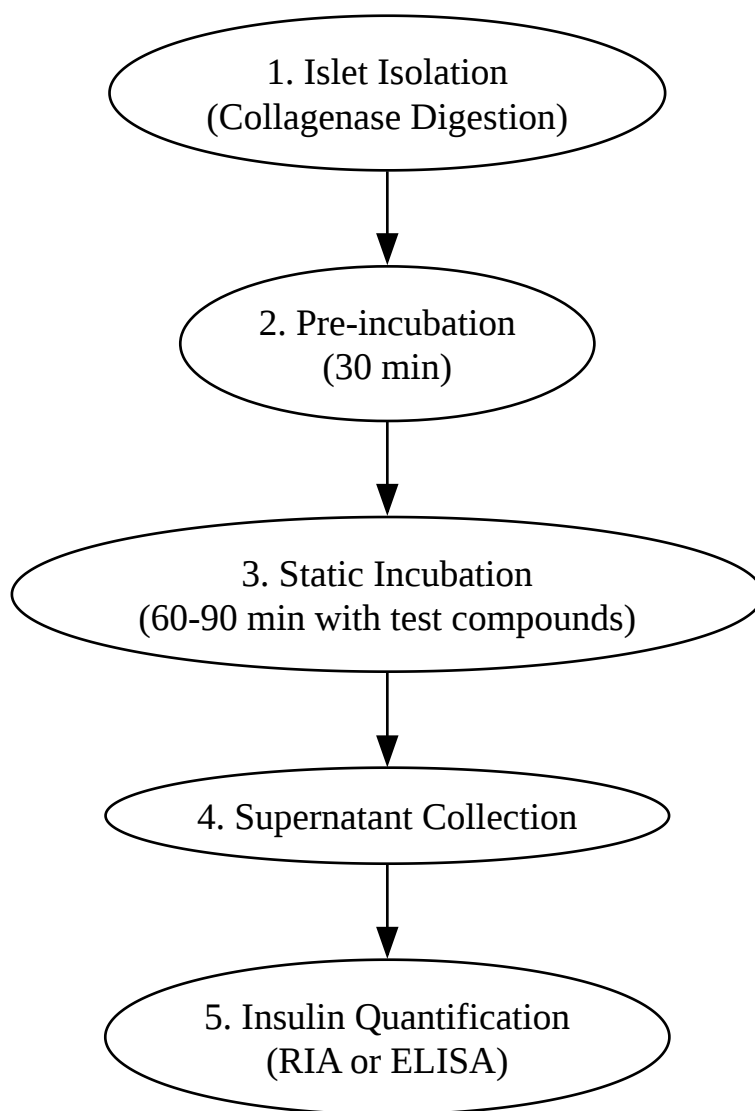 1. Islet Isolation
(Collagenase Digestion)
2. Pre-incubation
(30 min)
3. Static Incubation
(60-90 min with test compounds)
4. Supernatant Collection
5. Insulin Quantification
(RIA or ELISA)